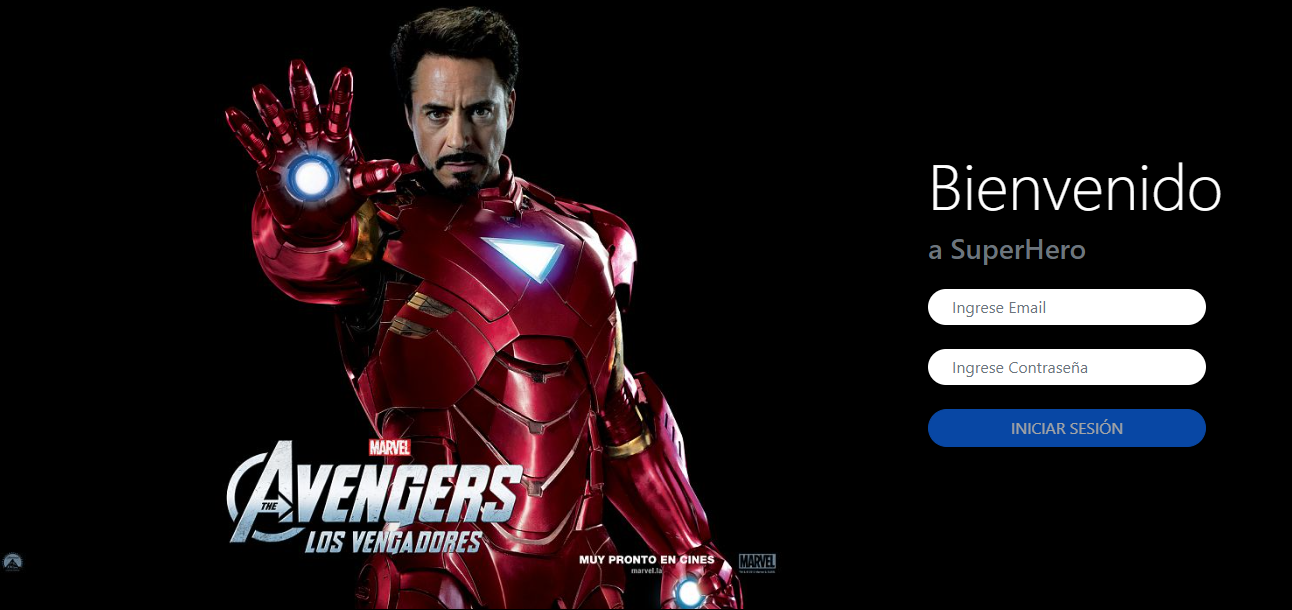 Bienvenido
a SuperHero
Ingrese Email
Ingrese Contraseña
INICIAR SESIÓN
MARVEL
THE AVENGERS
LOS VENGADORES
MUY PRONTO EN CINES
marvel.la
MARVEL